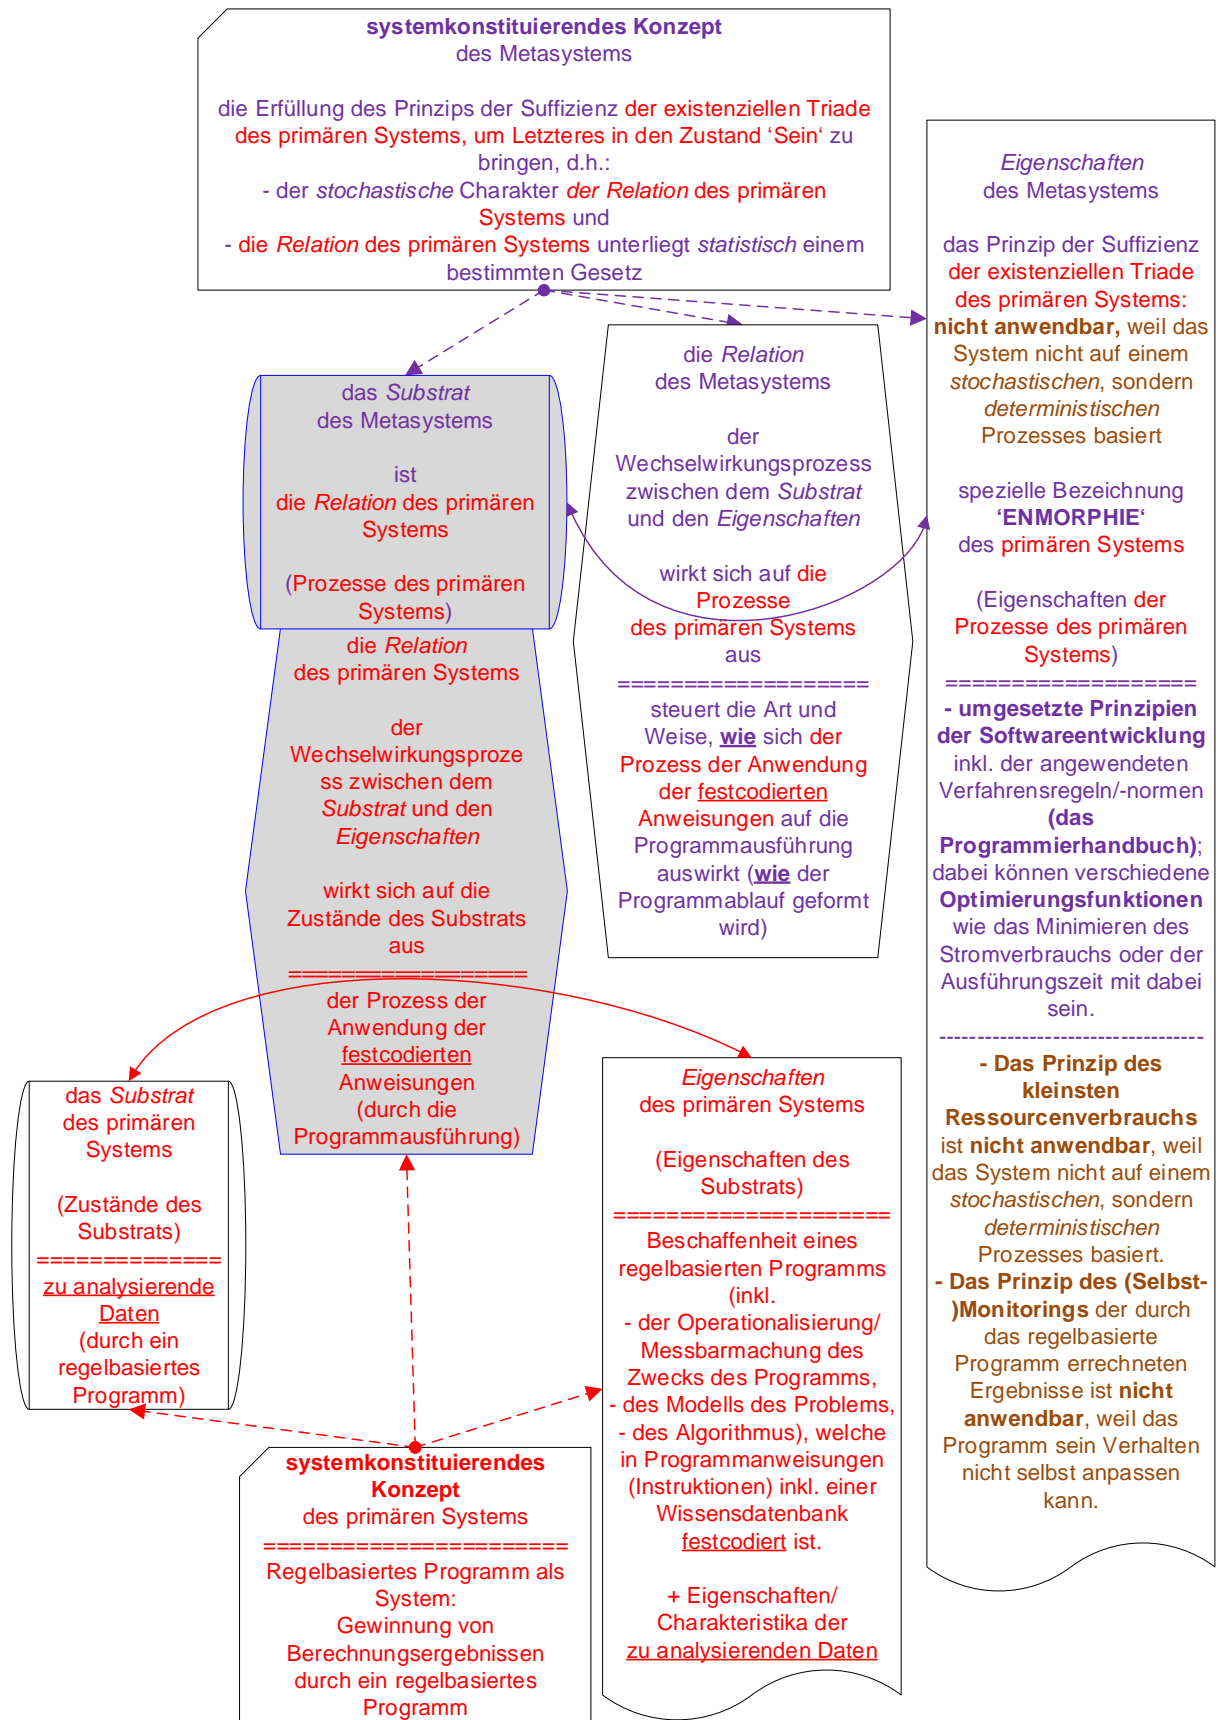 systemkonstituierendes Konzept
des Metasystems
die Erfüllung des Prinzips der Suffizienz der existenziellen Triade
des primären Systems, um Letzteres in den Zustand ‘Sein‘ zu
bringen, d.h.:
- der stochastische Charakter der Relation des primären
Systems und
- die Relation des primären Systems unterliegt statistisch einem
bestimmten Gesetz
das Substrat
des Metasystems
ist
die Relation des primären
Systems
(Prozesse des primären
Systems)
die Relation
des Metasystems
der
Wechselwirkungsprozess
zwischen dem Substrat
und den Eigenschaften
wirkt sich auf die
Prozesse
des primären Systems
aus
===================
steuert die Art und
Weise, wie sich der
Prozess der Anwendung
der festcodierten
Anweisungen auf die
Programmausführung
auswirkt (wie der
Programmablauf geformt
wird)
Eigenschaften
des Metasystems
das Prinzip der Suffizienz
der existenziellen Triade
des primären Systems:
nicht anwendbar, weil das
System nicht auf einem
stochastischen, sondern
deterministischen
Prozesses basiert
spezielle Bezeichnung
‘ENMORPHIE‘
des primären Systems
(Eigenschaften der
Prozesse des primären
Systems)
===================
- umgesetzte Prinzipien
der Softwareentwicklung
inkl. der angewendeten
Verfahrensregeln/-normen
(das
Programmierhandbuch);
dabei können verschiedene
Optimierungsfunktionen
wie das Minimieren des
Stromverbrauchs oder der
Ausführungszeit mit dabei
sein.
----------------------------------
- Das Prinzip des
kleinsten
Ressourcenverbrauchs
ist nicht anwendbar, weil
das System nicht auf einem
stochastischen, sondern
deterministischen
Prozesses basiert.
- Das Prinzip des (Selbst-
)Monitorings der durch
das regelbasierte
Programm errechneten
Ergebnisse ist nicht
anwendbar, weil das
Programm sein Verhalten
nicht selbst anpassen
kann.
die Relation
des primären Systems
der
Wechselwirkungsproze
ss zwischen dem
Substrat und den
Eigenschaften
wirkt sich auf die
Zustände des Substrats
aus
==================
der Prozess der
Anwendung der
festcodierten
Anweisungen
(durch die
Programmausführung)
das Substrat
des primären
Systems
(Zustände des
Substrats)
==============
zu analysierende
Daten
(durch ein
regelbasiertes
Programm)
Eigenschaften
des primären Systems
(Eigenschaften des
Substrats)
=====================
Beschaffenheit eines
regelbasierten Programms
(inkl.
- der Operationalisierung/
Messbarmachung des
Zwecks des Programms,
- des Modells des Problems,
- des Algorithmus), welche
in Programmanweisungen
(Instruktionen) inkl. einer
Wissensdatenbank
festcodiert ist.
+ Eigenschaften/
Charakteristika der
zu analysierenden Daten
systemkonstituierendes
Konzept
des primären Systems
=======================
Regelbasiertes Programm als
System:
Gewinnung von
Berechnungsergebnissen
durch ein regelbasiertes
Programm